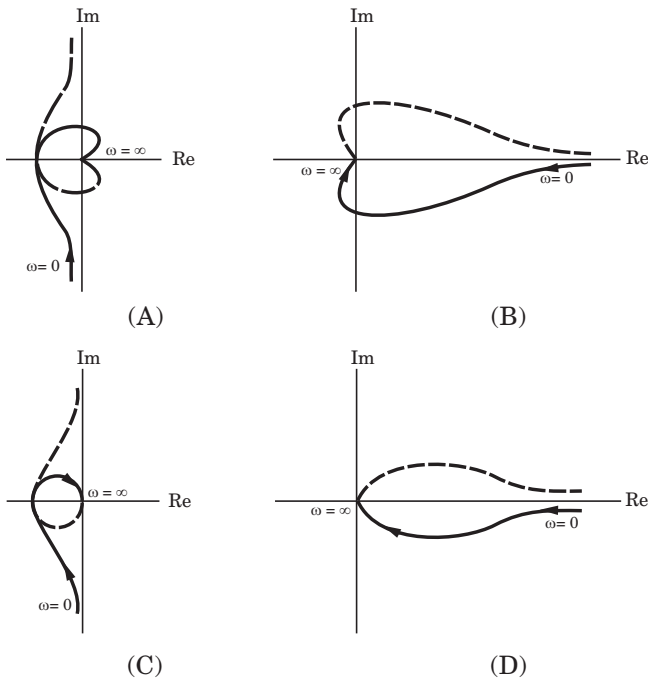 Im
Re
ω = ∞
ω= 0
(A)
Im
Re
ω = ∞
ω= 0
(B)
Im
Re
ω = ∞
ω= 0
(C)
Im
Re
ω = ∞
ω= 0
(D)